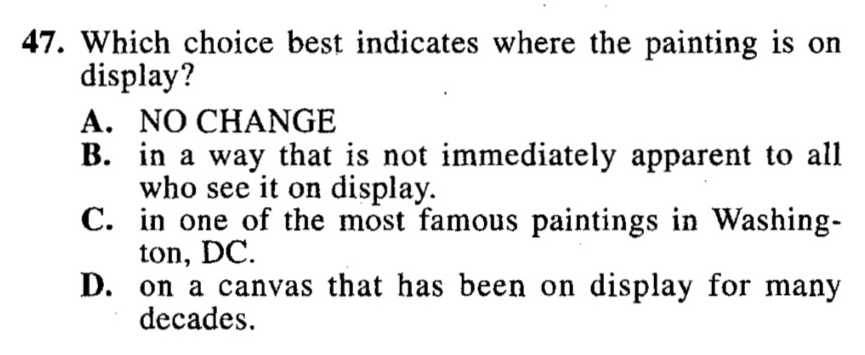 47. Which choice best indicates where the painting is on
display?
A. NO CHANGE
B. in a way that is not immediately apparent to all
who see it on display.
C. in one of the most famous paintings in Washing-
ton, DC.
D. on a canvas that has been on display for many
decades.